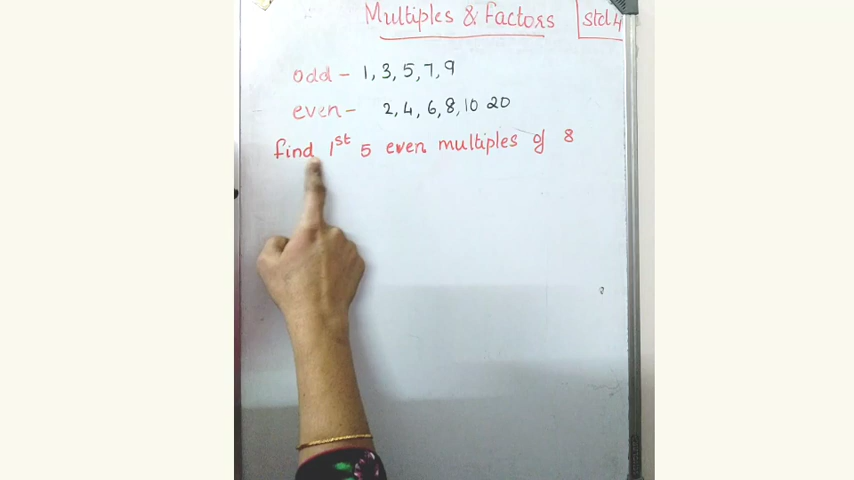 Multiples & Factors
std 4
odd - 1, 3, 5, 7, 9
even - 2, 4, 6, 8, 10 20
find 1st 5 even multiples of 8